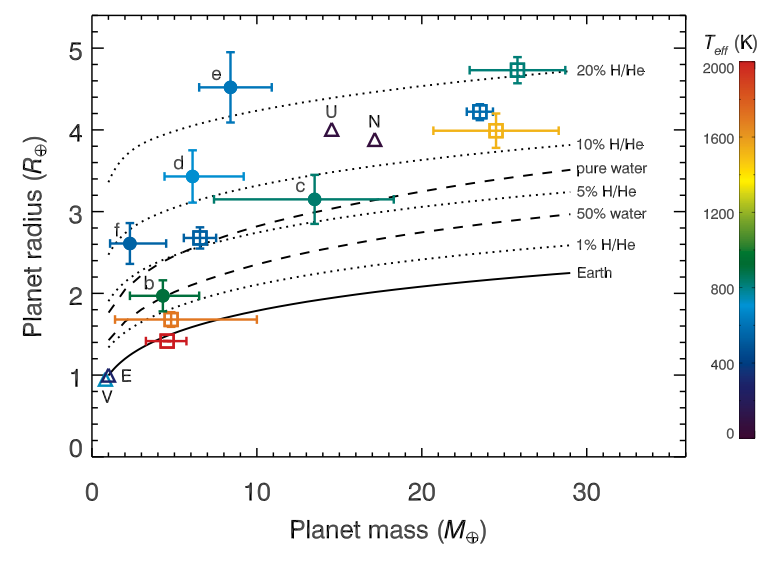 T_eff (K)
5
4
3
2
1
0
0
10
20
30
Planet radius (R⊕)
Planet mass (M⊕)
e
d
c
f
b
U
N
E
V
20% H/He
10% H/He
pure water
5% H/He
50% water
1% H/He
Earth
2000
1600
1200
800
400
0